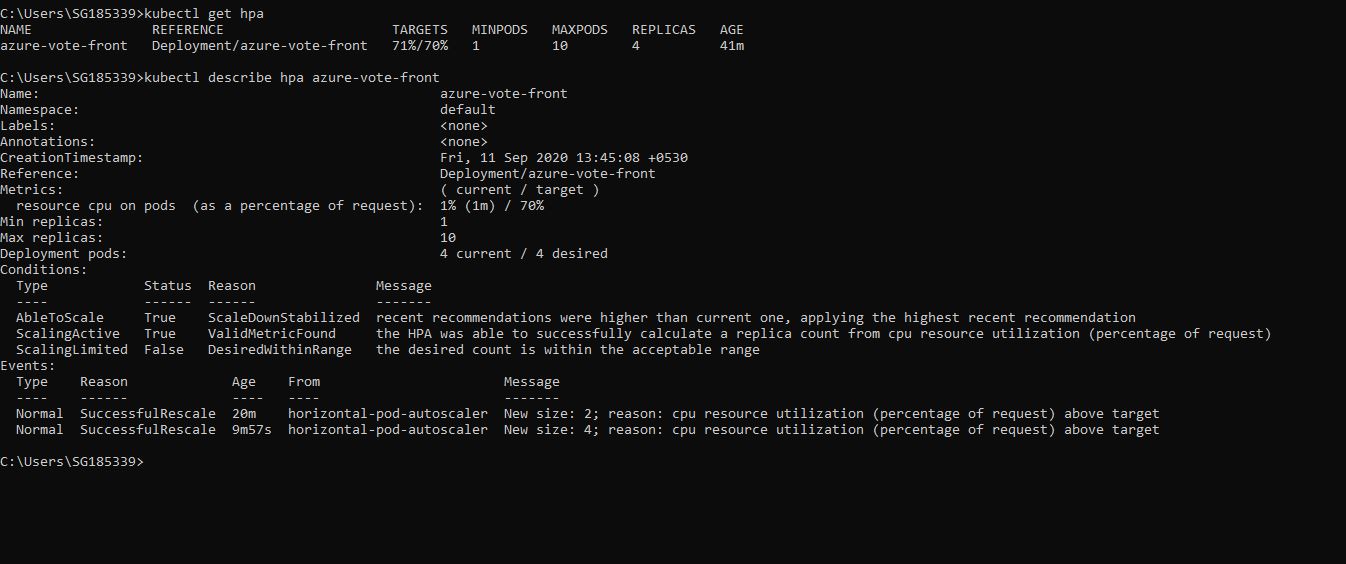 C:\Users\SG185339>kubectl get hpa
NAME               REFERENCE                     TARGETS   MINPODS   MAXPODS   REPLICAS   AGE
azure-vote-front   Deployment/azure-vote-front   71%/70%   1         10        4          41m
C:\Users\SG185339>kubectl describe hpa azure-vote-front
Name:                                                  azure-vote-front
Namespace:                                             default
Labels:                                                <none>
Annotations:                                           <none>
CreationTimestamp:                                     Fri, 11 Sep 2020 13:45:08 +0530
Reference:                                             Deployment/azure-vote-front
Metrics:                                               ( current / target )
  resource cpu on pods  (as a percentage of request):  1% (1m) / 70%
Min replicas:                                          1
Max replicas:                                          10
Deployment pods:                                       4 current / 4 desired
Conditions:
  Type            Status  Reason              Message
  ----            ------  ------              -------
  AbleToScale     True    ScaleDownStabilized  recent recommendations were higher than current one, applying the highest recent recommendation
  ScalingActive   True    ValidMetricFound    the HPA was able to successfully calculate a replica count from cpu resource utilization (percentage of request)
  ScalingLimited  False   DesiredWithinRange  the desired count is within the acceptable range
Events:
  Type    Reason             Age    From                       Message
  ----    ------             ----   ----                       -------
  Normal  SuccessfulRescale  20m    horizontal-pod-autoscaler  New size: 2; reason: cpu resource utilization (percentage of request) above target
  Normal  SuccessfulRescale  9m57s  horizontal-pod-autoscaler  New size: 4; reason: cpu resource utilization (percentage of request) above target
C:\Users\SG185339>